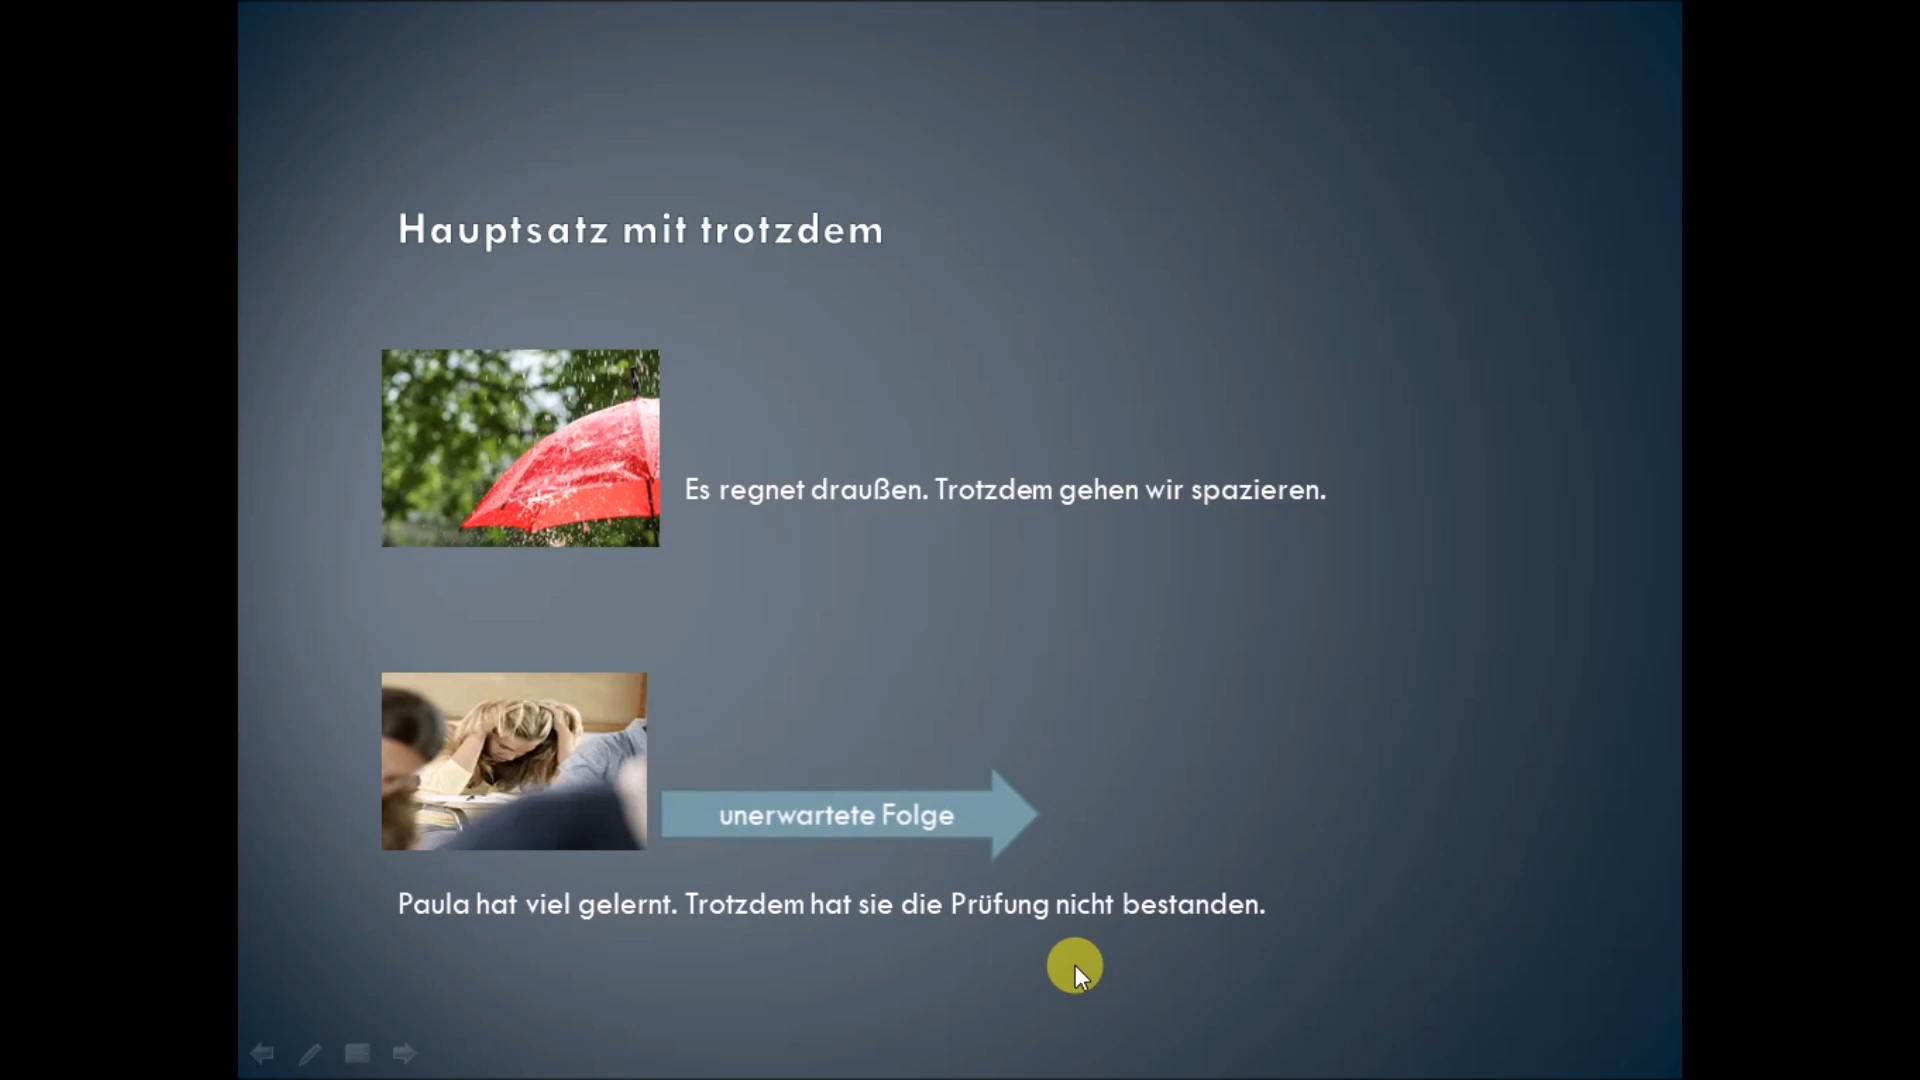 Hauptsatz mit trotzdem
Es regnet draußen. Trotzdem gehen wir spazieren.
unerwartete Folge
Paula hat viel gelernt. Trotzdem hat sie die Prüfung nicht bestanden.